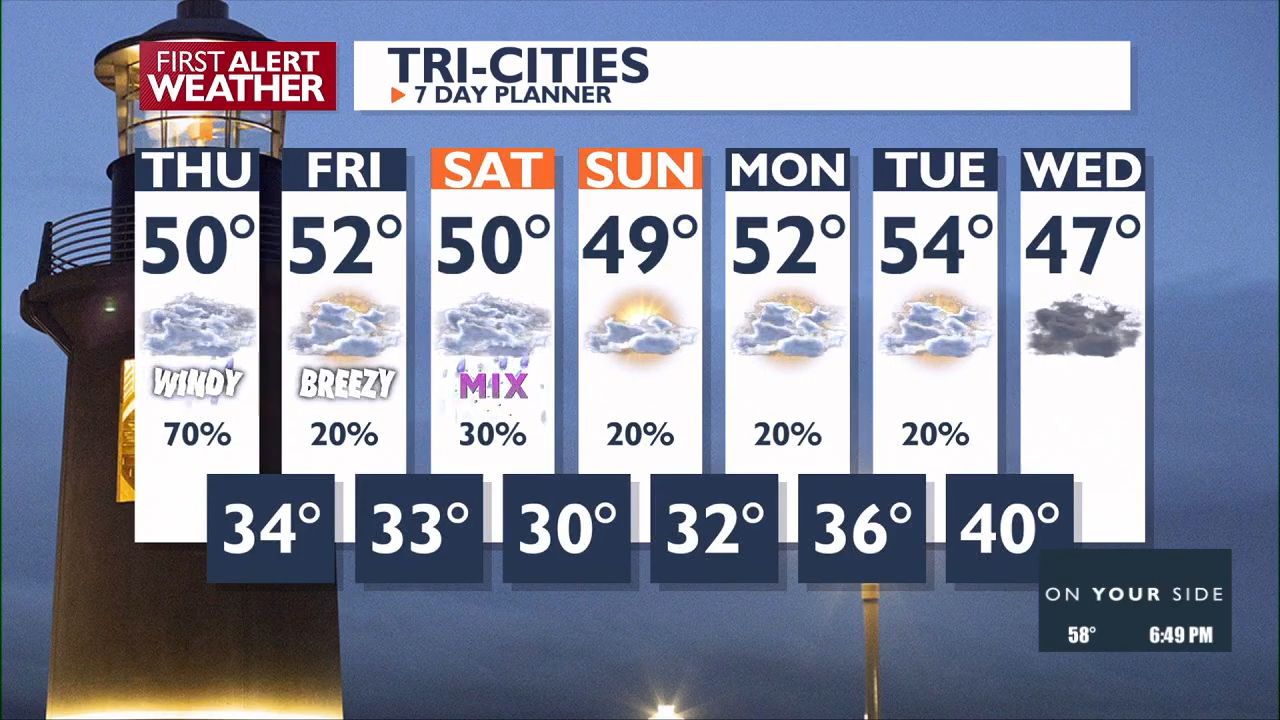 FIRST ALERT
WEATHER
TRI-CITIES
7 DAY PLANNER
THU FRI SAT SUN MON TUE WED
50° 52° 50° 49° 52° 54° 47°
WINDY BREEZY MIX
70% 20% 30% 20% 20% 20%
34° 33° 30° 32° 36° 40°
ON YOUR SIDE
58° 6:49 PM